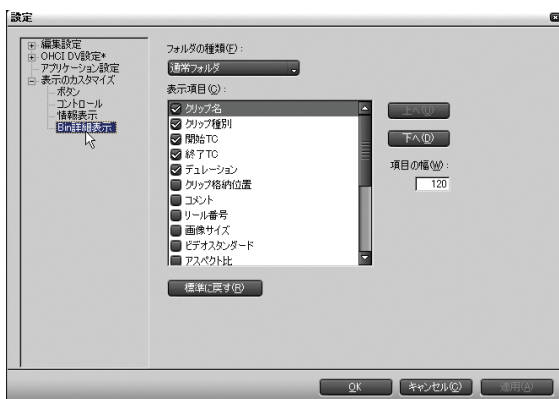 設定
編集設定
OHCI DV設定*
アプリケーション設定
表示のカスタマイズ
ボタン
コントロール
情報表示
Bin詳細表示
フォルダの種類(F) :
通常フォルダ
表示項目(C) :
クリップ名
クリップ種別
開始TC
終了TC
デュレーション
クリップ格納位置
コメント
リール番号
画像サイズ
ビデオスタンダード
アスペクト比
上へ(U)
下へ(D)
項目の幅(W) :
120
標準に戻す(R)
OK
キャンセル(C)
適用(A)